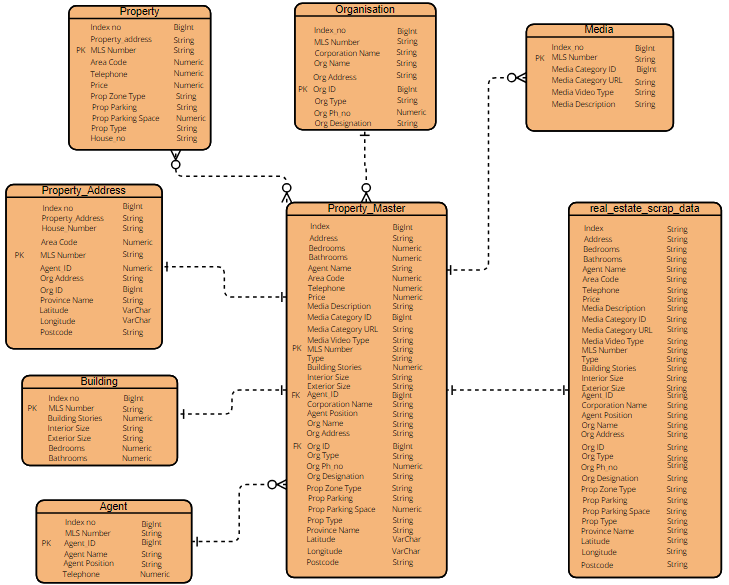 Property
Index no BigInt
Property_address String
PK MLS Number String
Area Code Numeric
Telephone Numeric
Price Numeric
Prop Zone Type String
Prop Parking String
Prop Parking Space Numeric
Prop Type String
House_no String
Organisation
Index_no BigInt
MLS Number String
Corporation Name String
Org Name String
Org Address String
PK Org ID BigInt
Org Type String
Org Ph_no Numeric
Org Designation String
Media
Index_no BigInt
PK MLS Number String
Media Category ID BigInt
Media Category URL String
Media Video Type String
Media Description String
Property_Address
Index no BigInt
Property_Address String
House_Number String
Area Code Numeric
PK MLS Number String
Agent_ID Numeric
Org Address String
Org ID BigInt
Province Name String
Latitude VarChar
Longitude VarChar
Postcode String
Building
Index no BigInt
PK MLS Number String
Building Stories Numeric
Interior Size String
Exterior Size String
Bedrooms Numeric
Bathrooms Numeric
Agent
Index no BigInt
MLS Number String
PK Agent_ID BigInt
Agent Name String
Agent Position String
Telephone Numeric
Property_Master
Index BigInt
Address String
Bedrooms Numeric
Bathrooms Numeric
Agent Name String
Area Code Numeric
Telephone Numeric
Price Numeric
Media Description String
Media Category ID BigInt
Media Category URL String
Media Video Type String
PK MLS Number String
Type String
Building Stories Numeric
Interior Size String
Exterior Size String
FK Agent_ID BigInt
Corporation Name String
Agent Position String
Org Name String
Org Address String
FK Org ID BigInt
Org Type String
Org Ph_no Numeric
Org Designation String
Prop Zone Type String
Prop Parking String
Prop Parking Space Numeric
Prop Type String
Province Name String
Latitude VarChar
Longitude VarChar
Postcode String
real_estate_scrap_data
Index String
Address String
Bedrooms String
Bathrooms String
Agent Name String
Area Code String
Telephone String
Price String
Media Description String
Media Category ID String
Media Category URL String
Media Video Type String
MLS Number String
Type String
Building Stories String
Interior Size String
Exterior Size String
Agent_ID String
Corporation Name String
Agent Position String
Org Name String
Org Address String
Org ID String
Org Type String
Org Ph_no String
Org Designation String
Prop Zone Type String
Prop Parking String
Prop Parking Space String
Prop Type String
Province Name String
Latitude String
Longitude String
Postcode String